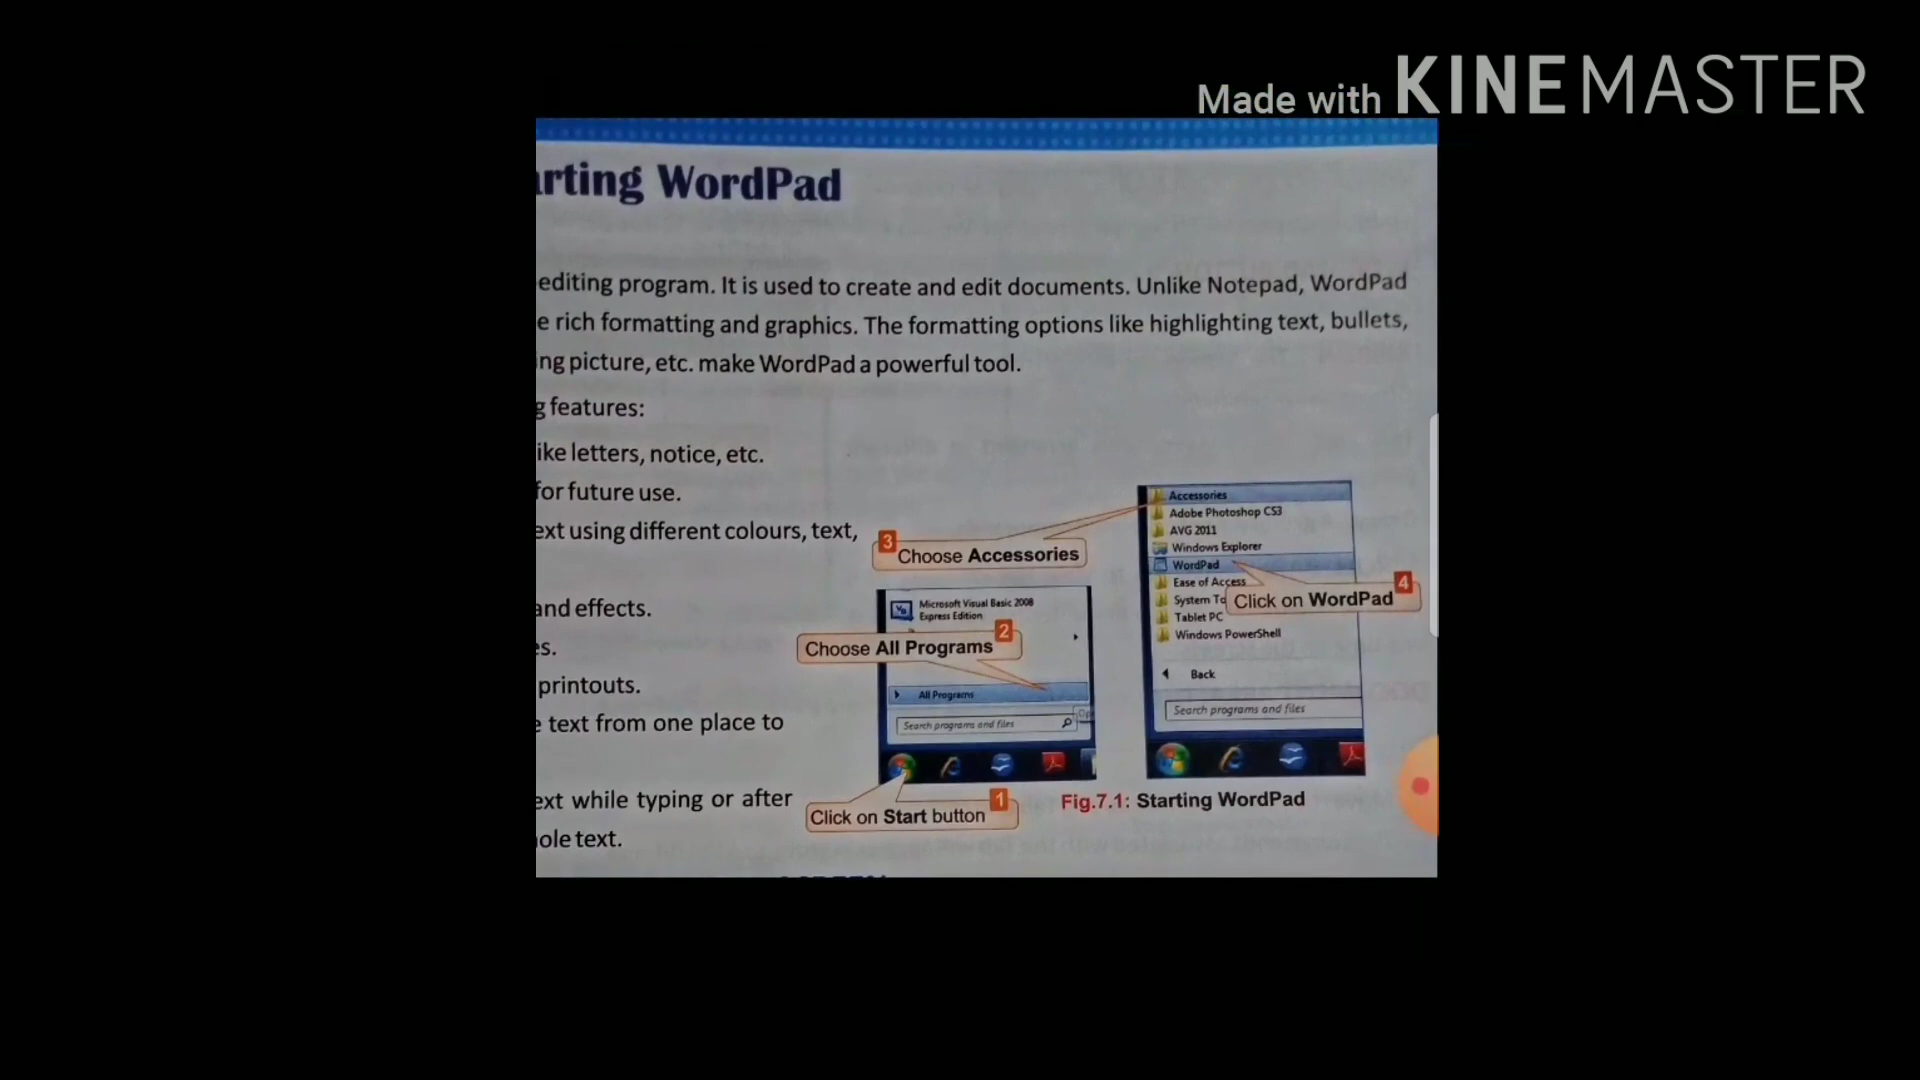 Made with KINEMASTER
arting WordPad
editing program. It is used to create and edit documents. Unlike Notepad, WordPad
e rich formatting and graphics. The formatting options like highlighting text, bullets,
ng picture, etc. make WordPad a powerful tool.
g features:
ike letters, notice, etc.
for future use.
ext using different colours, text,
and effects.
es.
printouts.
e text from one place to
ext while typing or after
ole text.
3
Choose Accessories
Microsoft Visual Basic 2008
Express Edition
2
Choose All Programs
All Programs
Search programs and files
1
Click on Start button
Accessories
Adobe Photoshop CS3
AVG 2011
Windows Explorer
WordPad
Ease of Access
System To
Tablet PC
Windows PowerShell
4
Click on WordPad
Back
Search programs and files
Fig.7.1: Starting WordPad